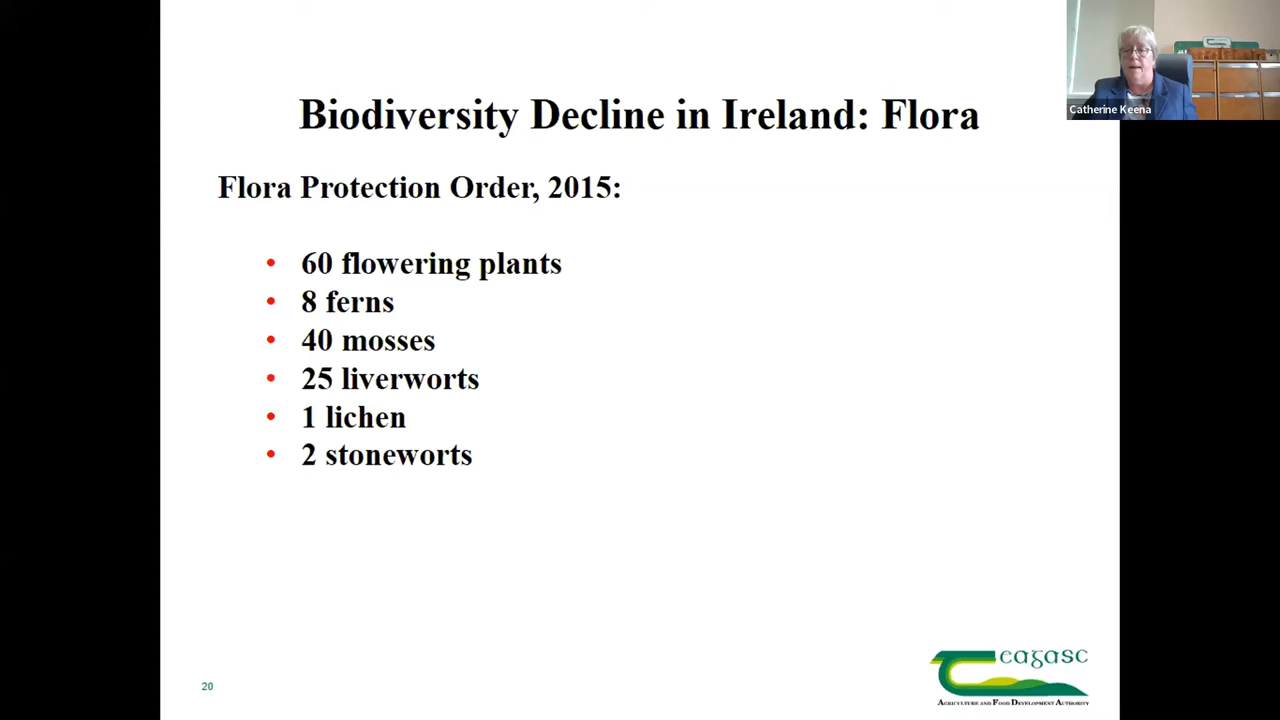 Biodiversity Decline in Ireland: Flora
Catherine Keena
Flora Protection Order, 2015:
• 60 flowering plants
• 8 ferns
• 40 mosses
• 25 liverworts
• 1 lichen
• 2 stoneworts
20
eagasc
AGRICULTURE AND FOOD DEVELOPMENT AUTHORITY